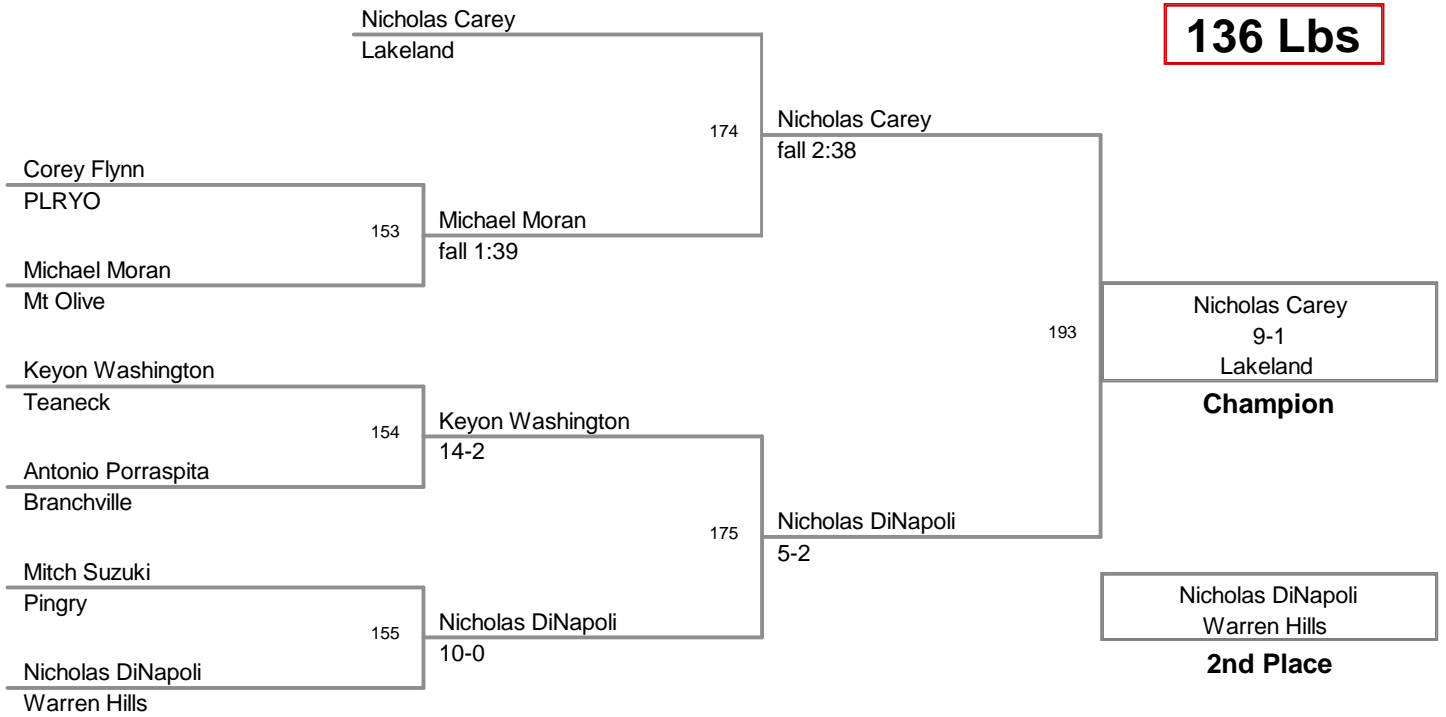 Nicholas Carey
Lakeland
136 Lbs
174
Nicholas Carey
fall 2:38
Corey Flynn
PLRYO
153
Michael Moran
fall 1:39
Michael Moran
Mt Olive
193
Nicholas Carey
9-1
Lakeland
Champion
Keyon Washington
Teaneck
154
Keyon Washington
14-2
Antonio Porraspita
Branchville
175
Nicholas DiNapoli
5-2
Mitch Suzuki
Pingry
155
Nicholas DiNapoli
10-0
Nicholas DiNapoli
Warren Hills
Nicholas DiNapoli
Warren Hills
2nd Place